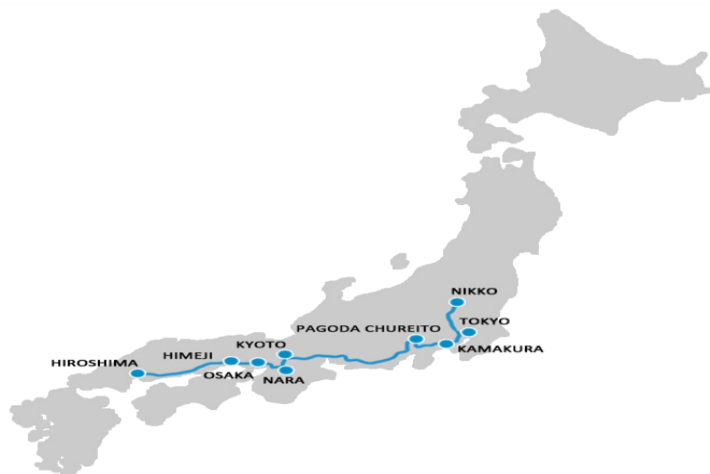 NIKKO
TOKYO
PAGODA CHUREITO
KAMAKURA
KYOTO
HIMEJI
HIROSHIMA
OSAKA
NARA